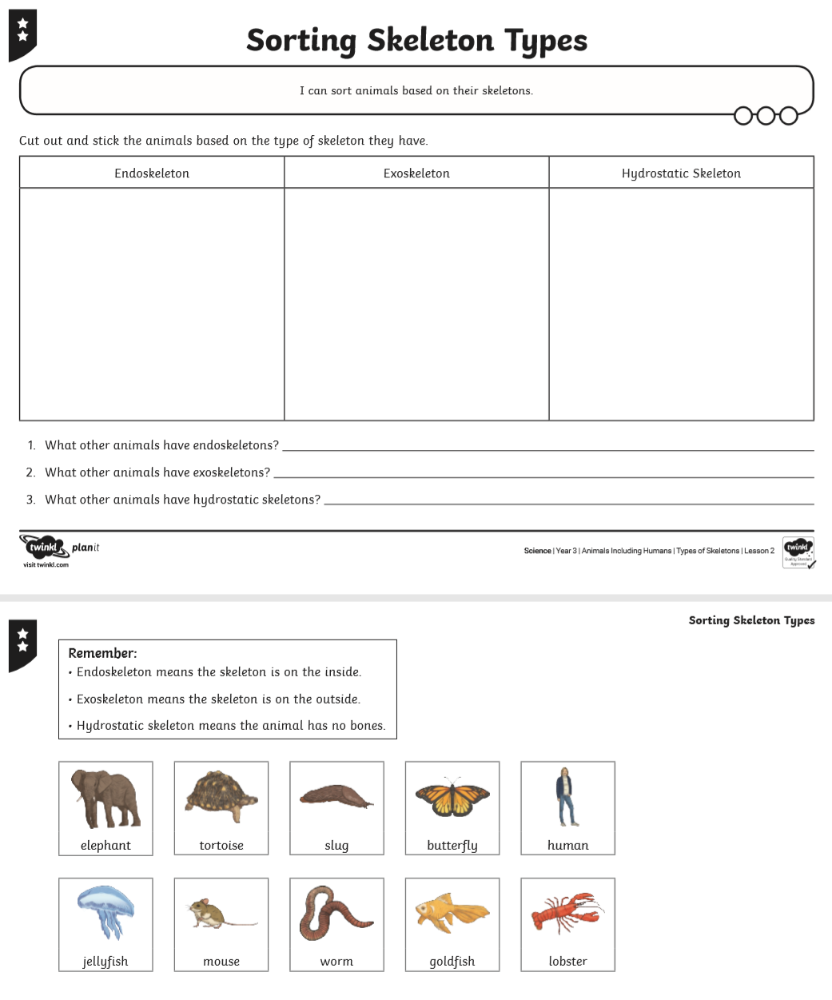 Sorting Skeleton Types
I can sort animals based on their skeletons.
Cut out and stick the animals based on the type of skeleton they have.
Endoskeleton Exoskeleton Hydrostatic Skeleton
1. What other animals have endoskeletons?
2. What other animals have exoskeletons?
3. What other animals have hydrostatic skeletons?
twinkl planit
visit twinkl.com
Science | Year 3 | Animals Including Humans | Types of Skeletons | Lesson 2
twinkl
Quality Standard
Approved
Sorting Skeleton Types
Remember:
• Endoskeleton means the skeleton is on the inside.
• Exoskeleton means the skeleton is on the outside.
• Hydrostatic skeleton means the animal has no bones.
elephant tortoise slug butterfly human
jellyfish mouse worm goldfish lobster